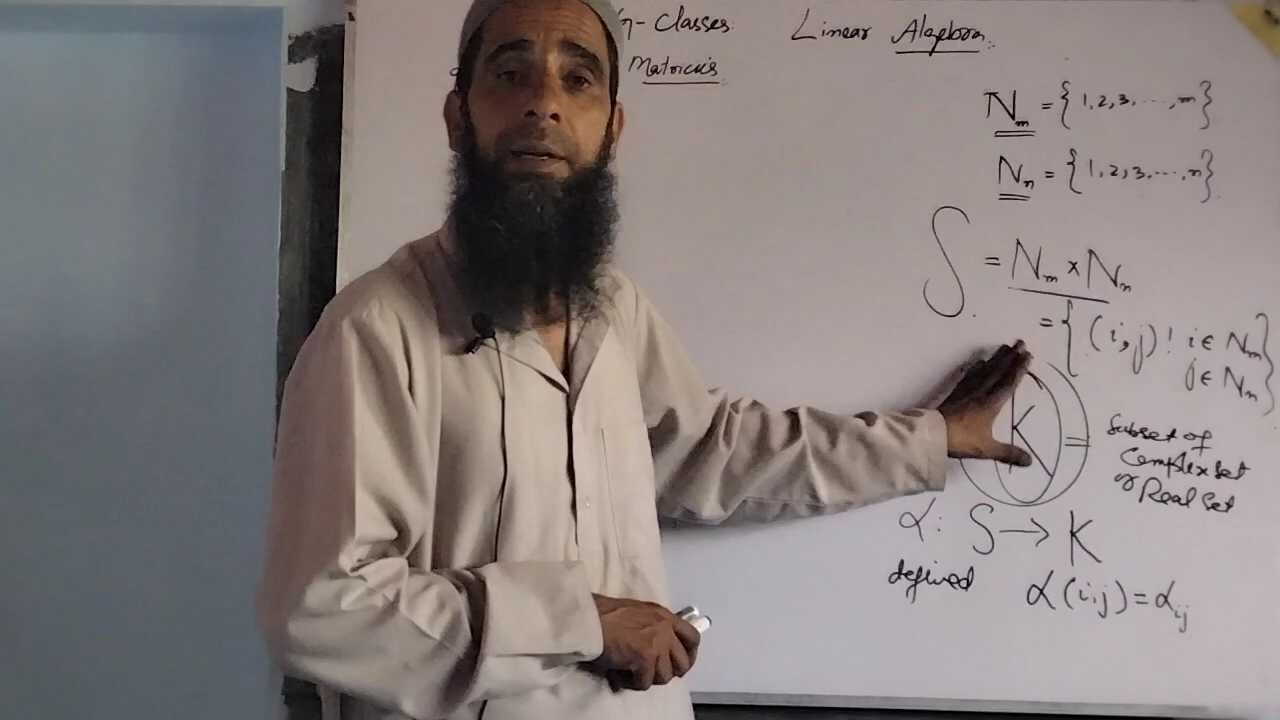 Classes Linear Algebra
Matrices
N_m = {1, 2, 3, ..., m}
N_n = {1, 2, 3, ..., n}
S = N_m × N_n
= { (i, j) ! i ∈ N_m
j ∈ N_n }
K = Subset of
Complex set
or Real Set
α: S → K
defined α(i,j) = α_ij